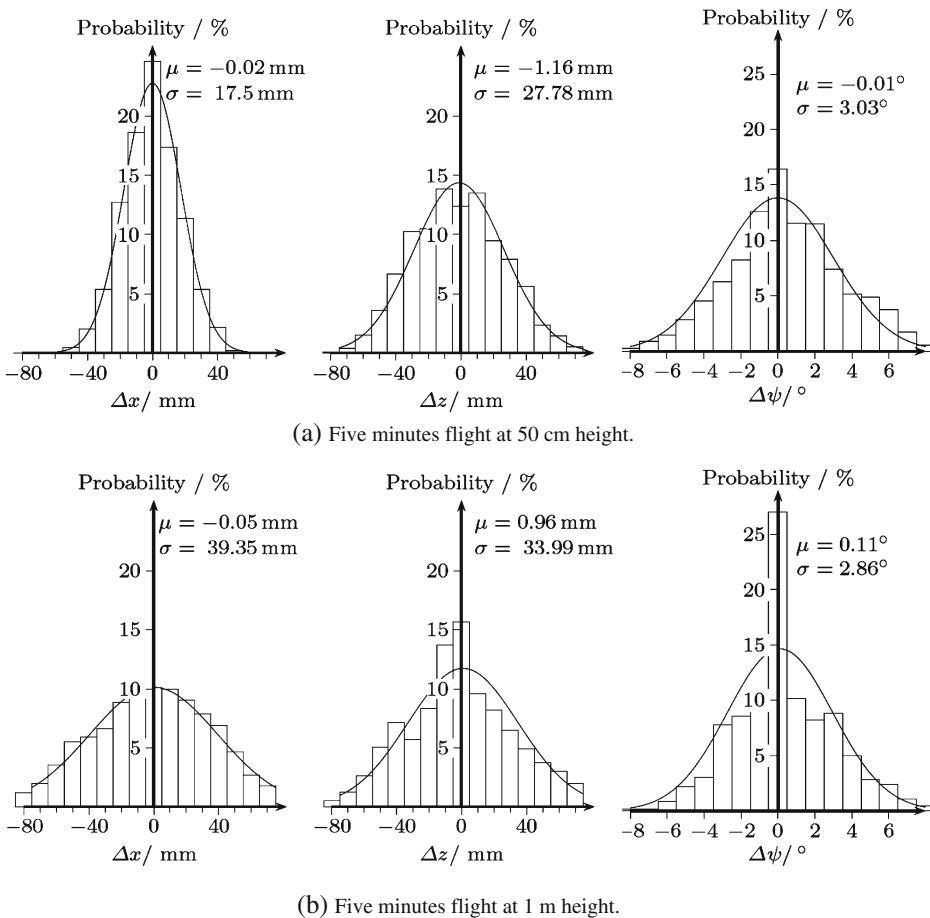 Probability / %
μ = −0.02 mm
σ = 17.5 mm
20
15
10
5
−80 −40 0 40
Δx/ mm
Probability / %
μ = −1.16 mm
σ = 27.78 mm
20
15
10
5
−80 −40 0 40
Δz/ mm
Probability / %
μ = −0.01°
σ = 3.03°
25
20
15
10
5
−8 −6 −4 −2 0 2 4 6
Δψ/ °
(a) Five minutes flight at 50 cm height.
Probability / %
μ = −0.05 mm
σ = 39.35 mm
20
15
10
5
−80 −40 0 40
Δx/ mm
Probability / %
μ = 0.96 mm
σ = 33.99 mm
20
15
10
5
−80 −40 0 40
Δz/ mm
Probability / %
μ = 0.11°
σ = 2.86°
25
20
15
10
5
−8 −6 −4 −2 0 2 4 6
Δψ/ °
(b) Five minutes flight at 1 m height.